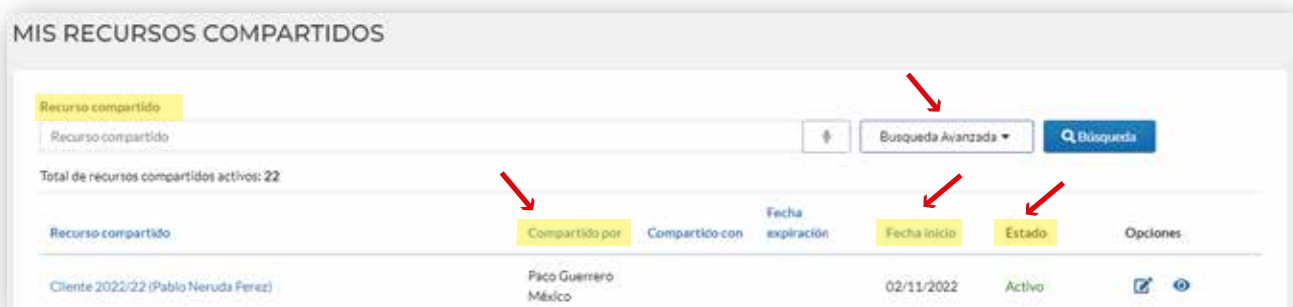 MIS RECURSOS COMPARTIDOS
Recurso compartido
Recurso compartido
Busqueda Avanzada
Búsqueda
Total de recursos compartidos activos: 22
Recurso compartido
Compartido por
Compartido con
Fecha
expiración
Fecha inicio
Estado
Opciones
Cliente 2022/22 (Pablo Neruda Ferez)
Paco Guerrero
México
02/11/2022
Activo